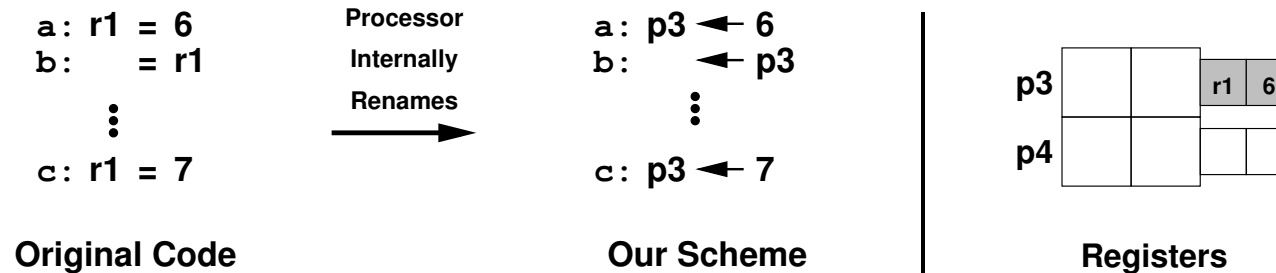 a: r1 = 6
b: = r1
c: r1 = 7
Original Code
Processor
Internally
Renames
a: p3 ← 6
b: ← p3
c: p3 ← 7
Our Scheme
p3 r1 6
p4
Registers